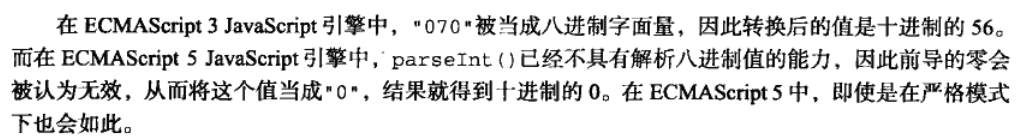 在 ECMAScript 3 JavaScript 引擎中，"070"被当成八进制字面量，因此转换后的值是十进制的 56。
而在 ECMAScript 5 JavaScript 引擎中，parseInt()已经不具有解析八进制值的能力，因此前导的零会
被认为无效，从而将这个值当成"0"，结果就得到十进制的 0。在 ECMAScript 5 中，即使是在严格模式
下也会如此。